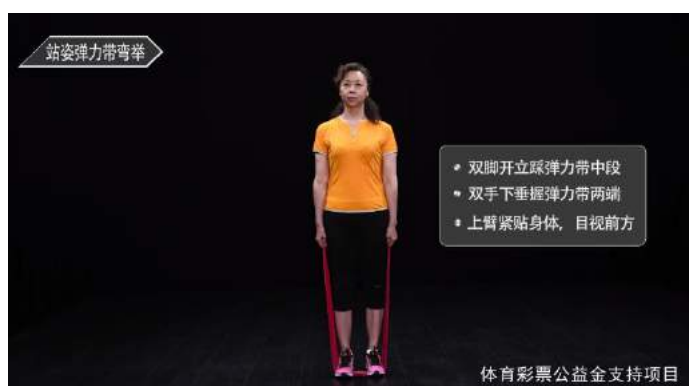 站姿弹力带弯举
双脚开立踩弹力带中段
双手下垂握弹力带两端
上臂紧贴身体，目视前方
体育彩票公益金支持项目